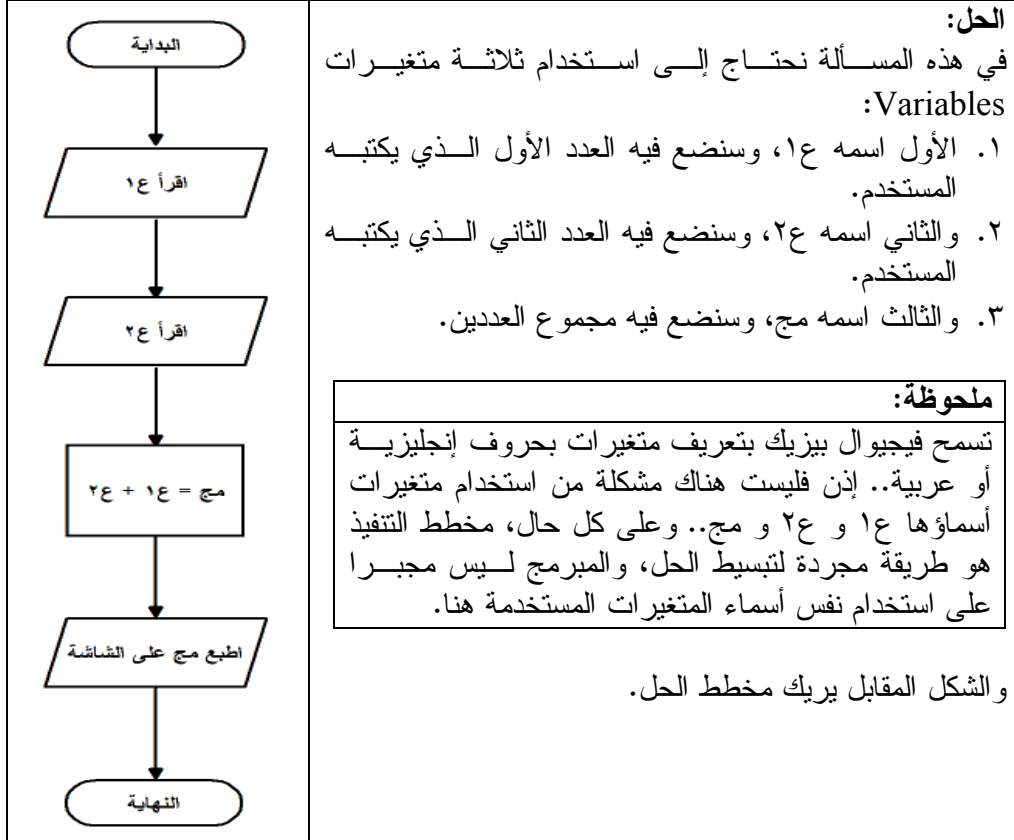 الحل:
في هذه المسألة نحتاج إلى استخدام ثلاثة متغيرات
Variables:
١. الأول اسمه ع١، وسنضع فيه العدد الأول الذي يكتبه
المستخدم.
٢. والثاني اسمه ع٢، وسنضع فيه العدد الثاني الذي يكتبه
المستخدم.
٣. والثالث اسمه مج، وسنضع فيه مجموع العددين.
ملحوظة:
تسمح فيجيوال بيزيك بتعريف متغيرات بحروف إنجليزية
أو عربية.. إذن فليست هناك مشكلة من استخدام متغيرات
أسماؤها ع١ و ع٢ و مج.. وعلى كل حال، مخطط التنفيذ
هو طريقة مجردة لتبسيط الحل، والمبرمج ليس مجبرا
على استخدام نفس أسماء المتغيرات المستخدمة هنا.
والشكل المقابل يريك مخطط الحل.
البداية
اقرأ ع١
اقرأ ع٢
مج = ع١ + ع٢
اطبع مج على الشاشة
النهاية